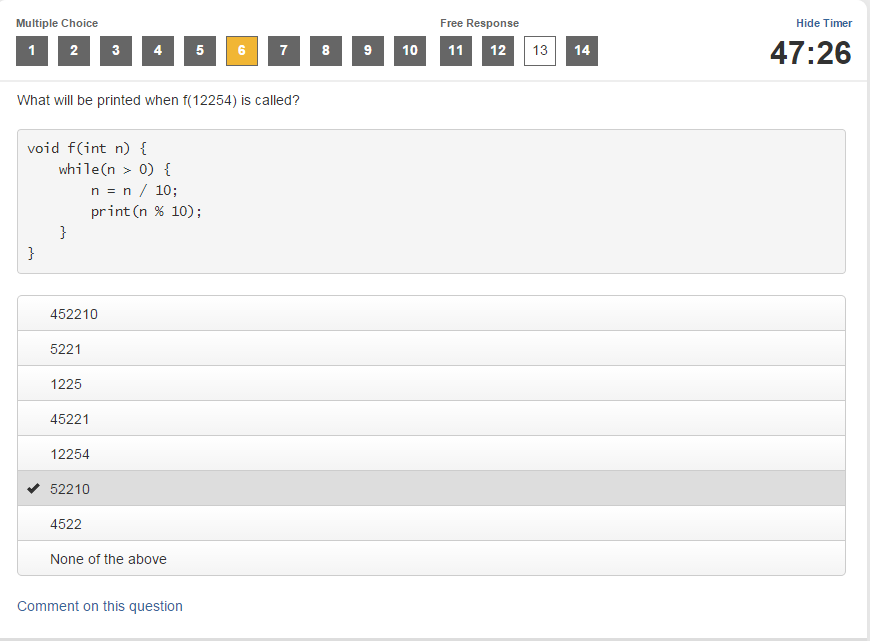 Multiple Choice
Free Response
Hide Timer
1 2 3 4 5 6 7 8 9 10 11 12 13 14
47:26
What will be printed when f(12254) is called?
void f(int n) {
    while(n > 0) {
        n = n / 10;
        print(n % 10);
    }
}
452210
5221
1225
45221
12254
52210
4522
None of the above
Comment on this question